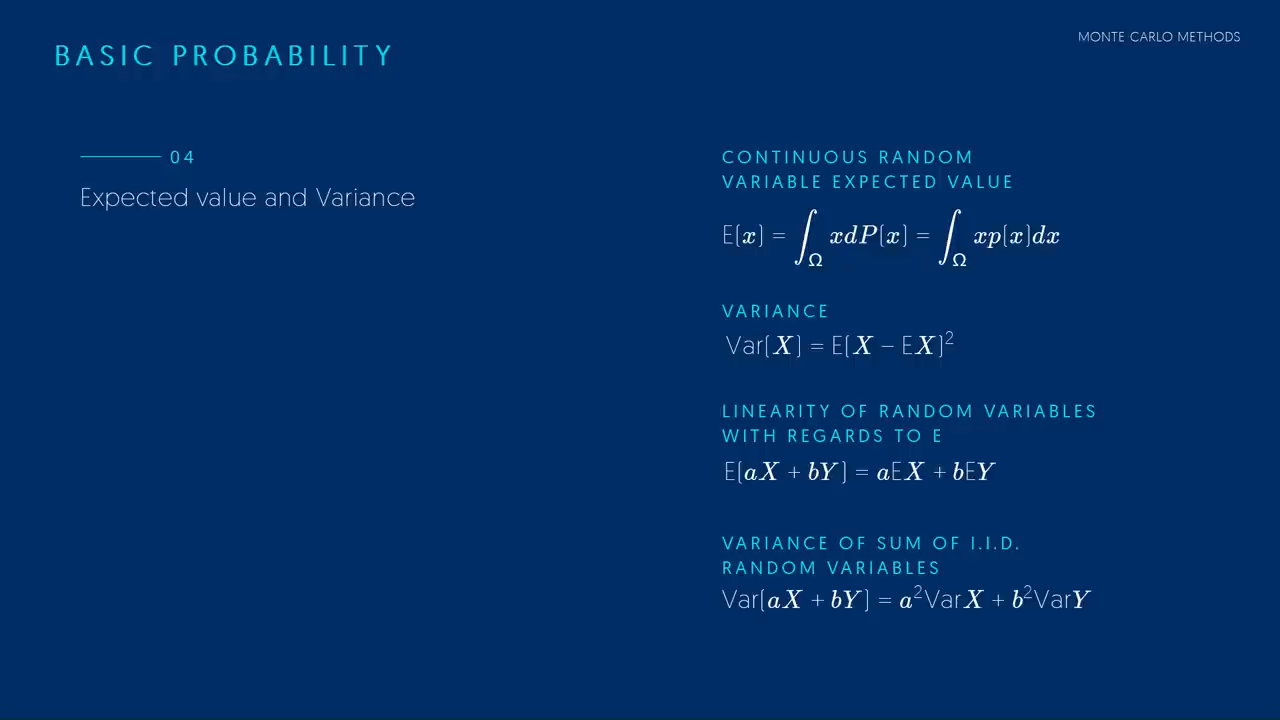 BASIC PROBABILITY
MONTE CARLO METHODS
04
Expected value and Variance
CONTINUOUS RANDOM
VARIABLE EXPECTED VALUE
E(x) = ∫_Ω xdP(x) = ∫_Ω xp(x)dx
VARIANCE
Var(X) = E(X − EX)²
LINEARITY OF RANDOM VARIABLES
WITH REGARDS TO E
E(aX + bY) = aEX + bEY
VARIANCE OF SUM OF I.I.D.
RANDOM VARIABLES
Var(aX + bY) = a²VarX + b²VarY